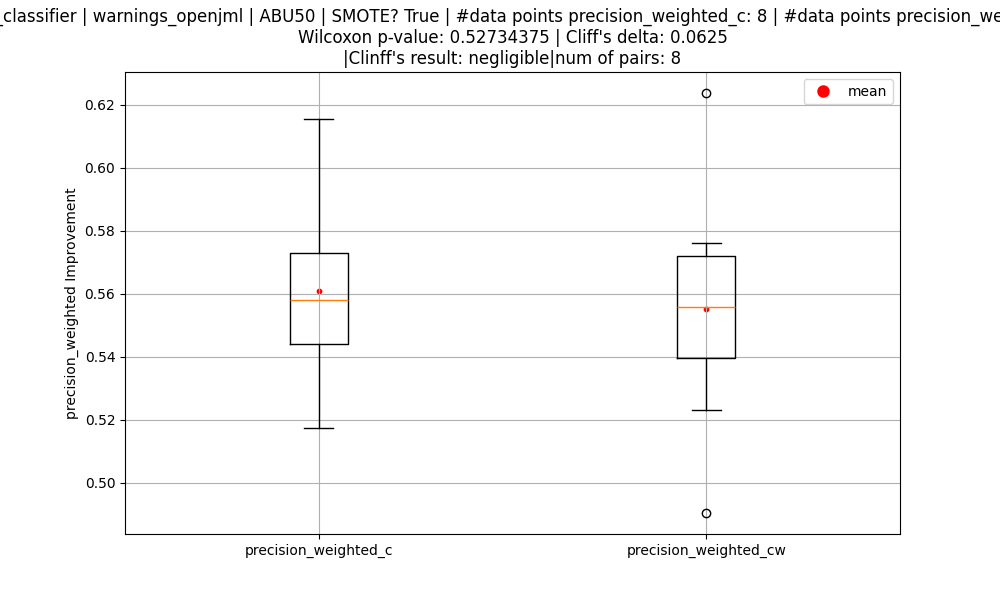 _classifier | warnings_openjml | ABU50 | SMOTE? True | #data points precision_weighted_c: 8 | #data points precision_we
Wilcoxon p-value: 0.52734375 | Cliff's delta: 0.0625
|Clinff's result: negligible|num of pairs: 8
mean
0.62
0.60
0.58
0.56
0.54
0.52
0.50
precision_weighted Improvement
precision_weighted_c
precision_weighted_cw